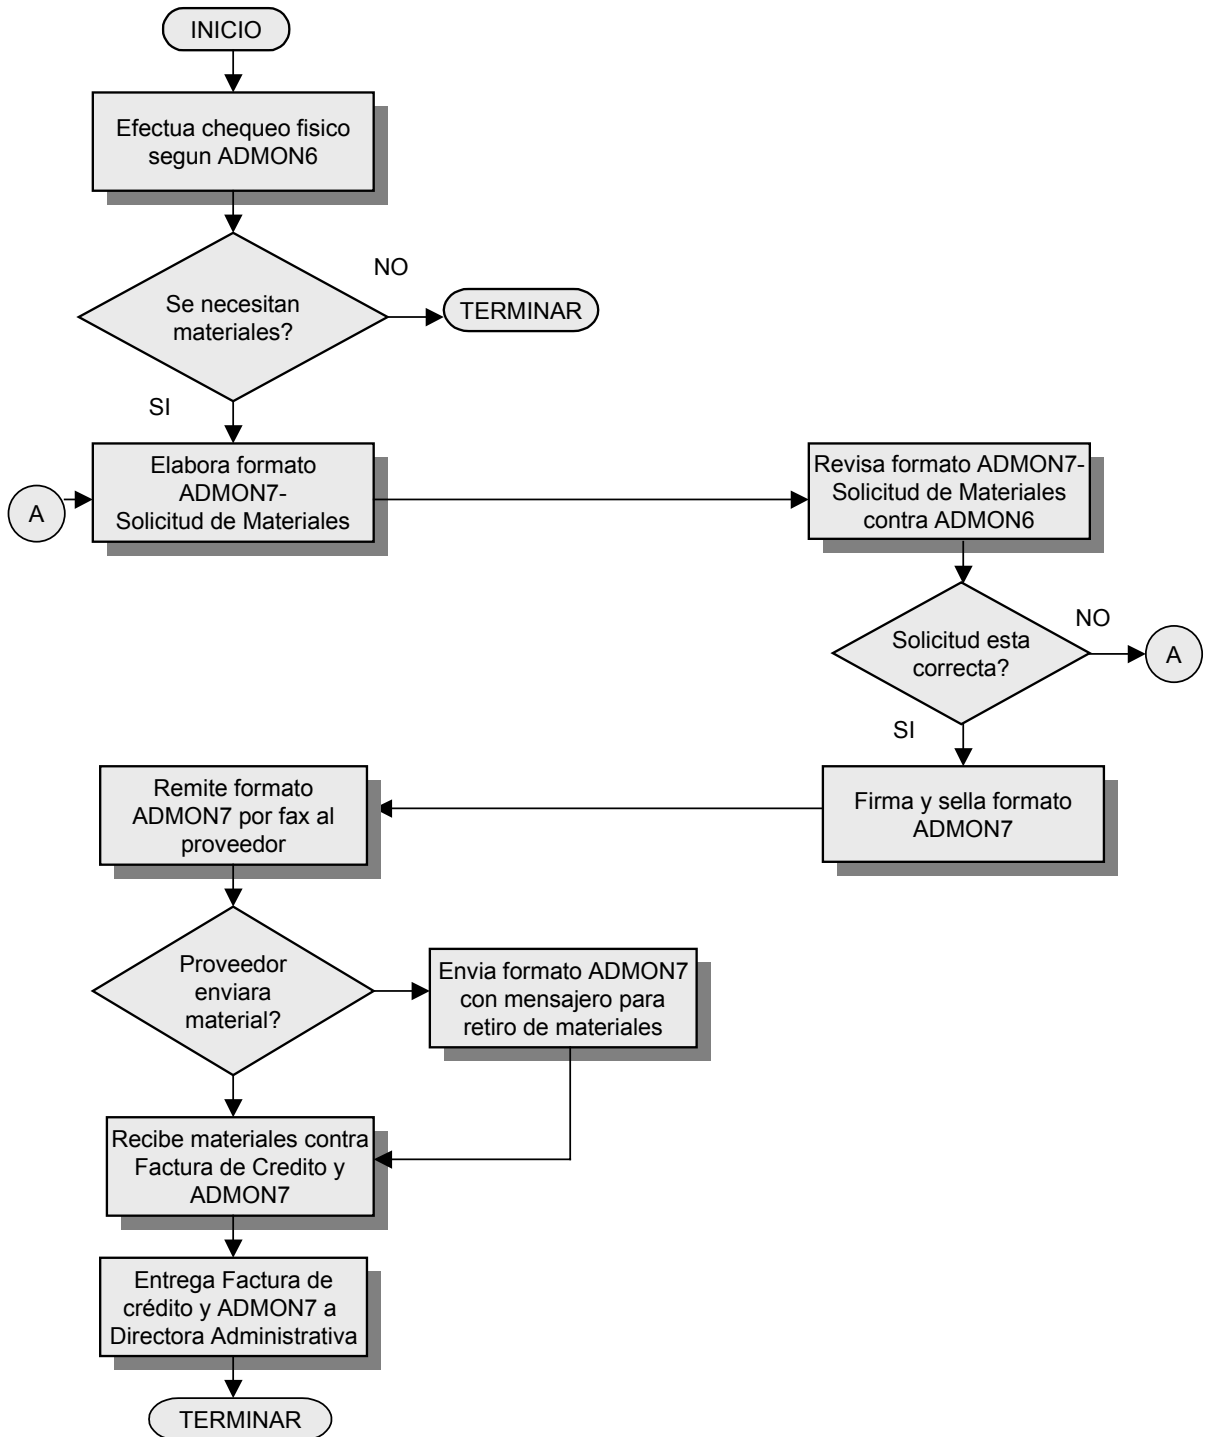 INICIO
Efectua chequeo fisico
segun ADMON6
Se necesitan
materiales?
NO
TERMINAR
SI
A
Elabora formato
ADMON7-
Solicitud de Materiales
Revisa formato ADMON7-
Solicitud de Materiales
contra ADMON6
Solicitud esta
correcta?
NO
A
SI
Firma y sella formato
ADMON7
Remite formato
ADMON7 por fax al
proveedor
Proveedor
enviara
material?
Envia formato ADMON7
con mensajero para
retiro de materiales
Recibe materiales contra
Factura de Credito y
ADMON7
Entrega Factura de
crédito y ADMON7 a
Directora Administrativa
TERMINAR